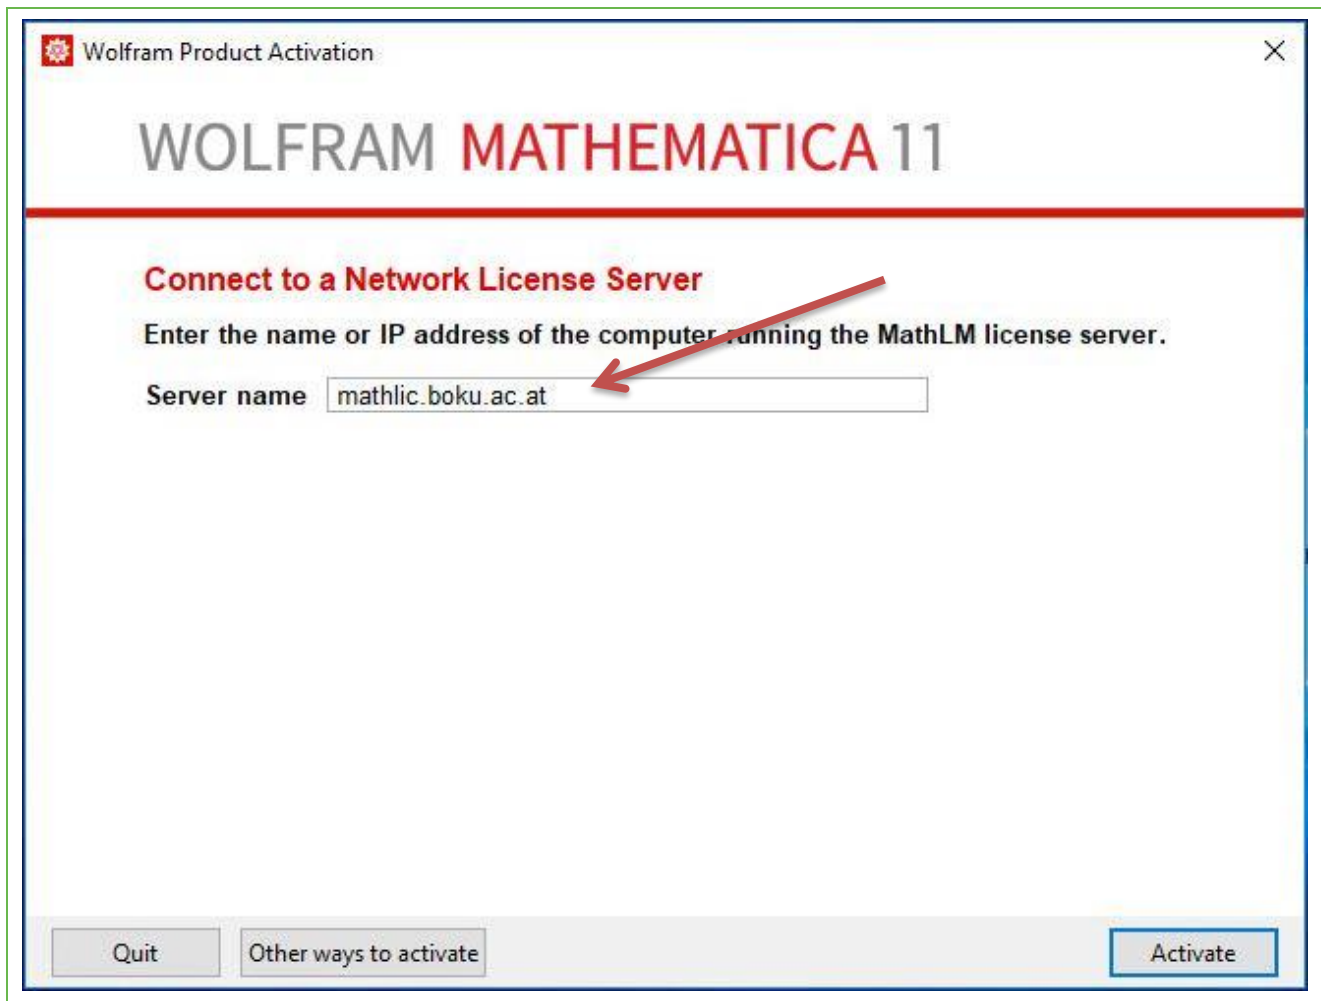 Wolfram Product Activation
WOLFRAM MATHEMATICA 11
Connect to a Network License Server
Enter the name or IP address of the computer running the MathLM license server.
Server name mathlic.boku.ac.at
Quit Other ways to activate Activate